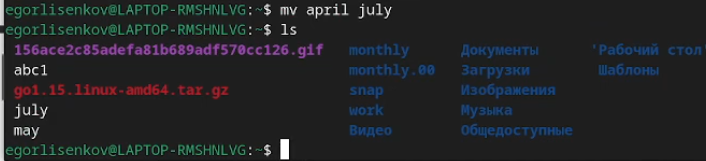 egorlisenkov@LAPTOP-RMSHNLVG:~$ mv april july
egorlisenkov@LAPTOP-RMSHNLVG:~$ ls
156ace2c85adefa81b689adf570cc126.gif monthly Документы 'Рабочий стол'
abc1 monthly.00 Загрузки Шаблоны
go1.15.linux-amd64.tar.gz snap Изображения
july work Музыка
may Видео Общедоступные
egorlisenkov@LAPTOP-RMSHNLVG:~$